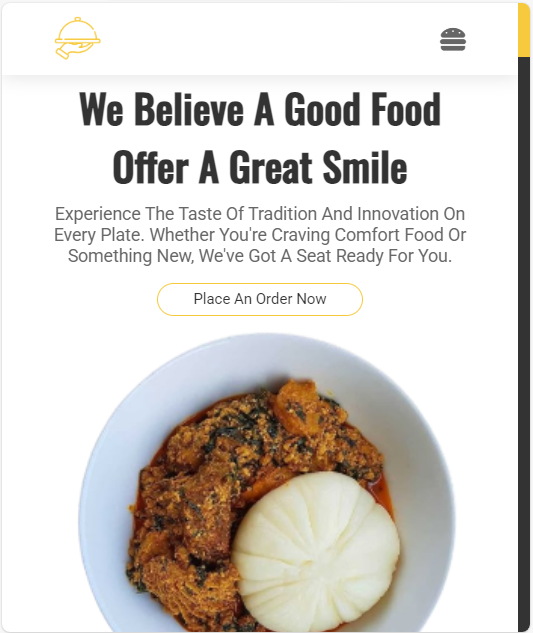 We Believe A Good Food
Offer A Great Smile
Experience The Taste Of Tradition And Innovation On
Every Plate. Whether You're Craving Comfort Food Or
Something New, We've Got A Seat Ready For You.
Place An Order Now